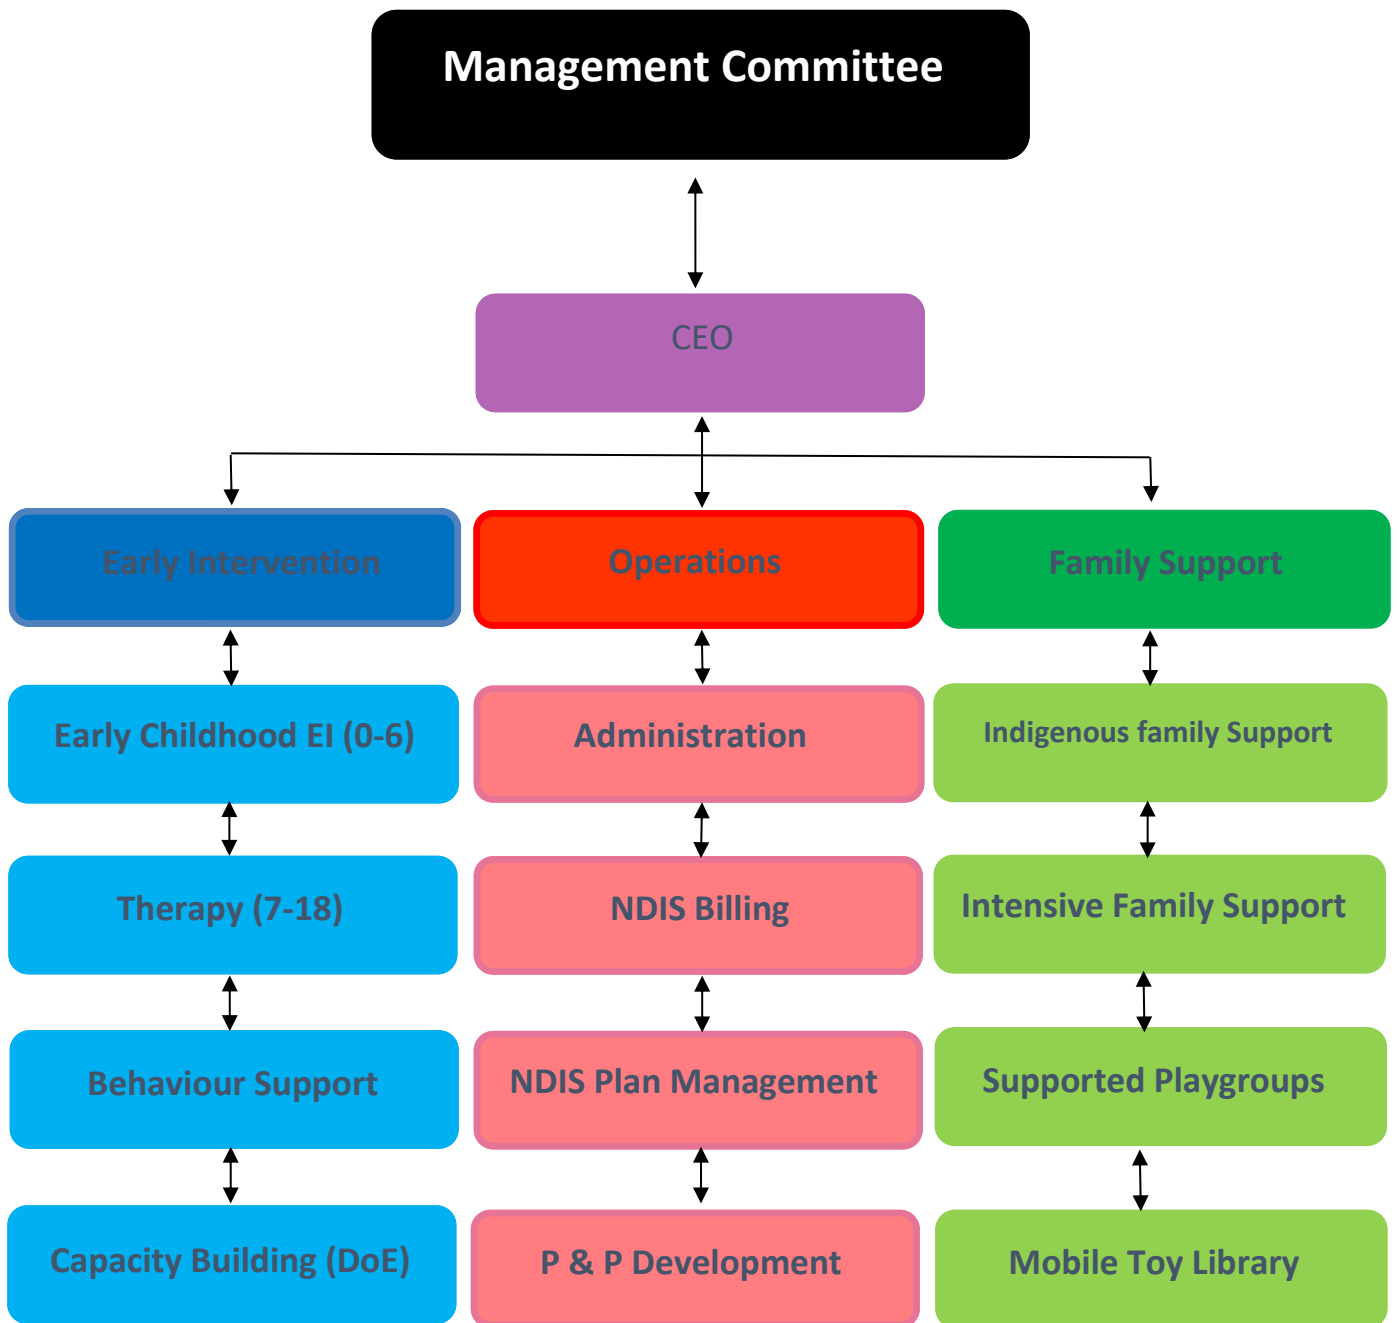 Management Committee
CEO
Early Intervention
Operations
Family Support
Early Childhood EI (0-6)
Administration
Indigenous family Support
Therapy (7-18)
NDIS Billing
Intensive Family Support
Behaviour Support
NDIS Plan Management
Supported Playgroups
Capacity Building (DoE)
P & P Development
Mobile Toy Library